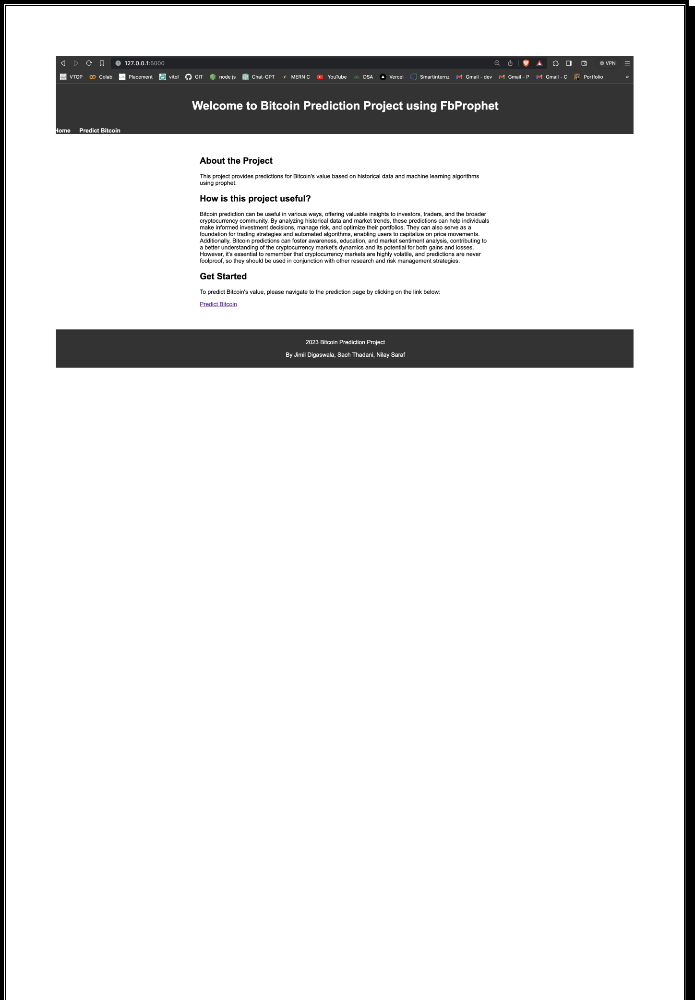 127.0.0.1:5000
VPN
VTOP Colab Placement vitol GIT node js Chat-GPT MERN C YouTube DSA Vercel Smartinternz Gmail - dev Gmail - P Gmail - C Portfolio »
Welcome to Bitcoin Prediction Project using FbProphet
Home Predict Bitcoin
About the Project
This project provides predictions for Bitcoin's value based on historical data and machine learning algorithms
using prophet.
How is this project useful?
Bitcoin prediction can be useful in various ways, offering valuable insights to investors, traders, and the broader
cryptocurrency community. By analyzing historical data and market trends, these predictions can help individuals
make informed investment decisions, manage risk, and optimize their portfolios. They can also serve as a
foundation for trading strategies and automated algorithms, enabling users to capitalize on price movements.
Additionally, Bitcoin predictions can foster awareness, education, and market sentiment analysis, contributing to
a better understanding of the cryptocurrency market's dynamics and its potential for both gains and losses.
However, it's essential to remember that cryptocurrency markets are highly volatile, and predictions are never
foolproof, so they should be used in conjunction with other research and risk management strategies.
Get Started
To predict Bitcoin's value, please navigate to the prediction page by clicking on the link below:
Predict Bitcoin
2023 Bitcoin Prediction Project
By Jimil Digaswala, Sach Thadani, Nilay Saraf